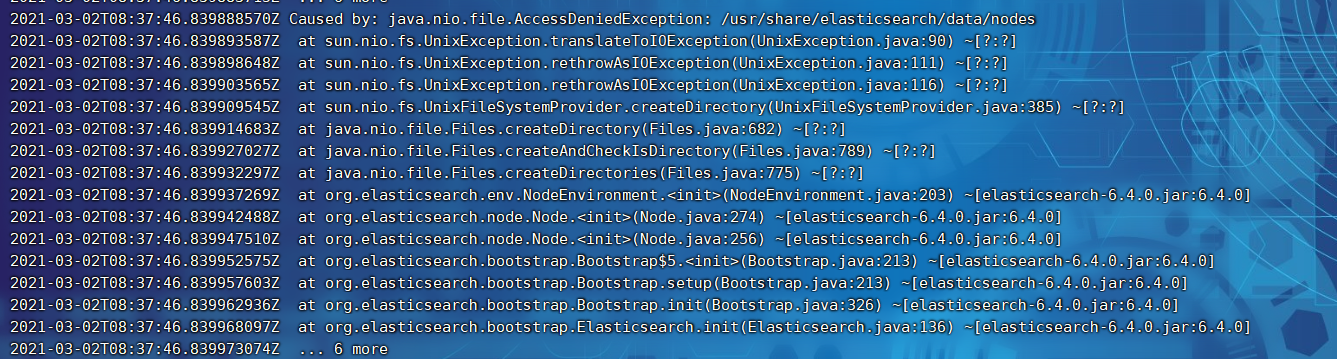 ... 6 more
2021-03-02T08:37:46.839888570Z Caused by: java.nio.file.AccessDeniedException: /usr/share/elasticsearch/data/nodes
2021-03-02T08:37:46.839893587Z  at sun.nio.fs.UnixException.translateToIOException(UnixException.java:90) ~[?:?]
2021-03-02T08:37:46.839898648Z  at sun.nio.fs.UnixException.rethrowAsIOException(UnixException.java:111) ~[?:?]
2021-03-02T08:37:46.839903565Z  at sun.nio.fs.UnixException.rethrowAsIOException(UnixException.java:116) ~[?:?]
2021-03-02T08:37:46.839909545Z  at sun.nio.fs.UnixFileSystemProvider.createDirectory(UnixFileSystemProvider.java:385) ~[?:?]
2021-03-02T08:37:46.839914683Z  at java.nio.file.Files.createDirectory(Files.java:682) ~[?:?]
2021-03-02T08:37:46.839927027Z  at java.nio.file.Files.createAndCheckIsDirectory(Files.java:789) ~[?:?]
2021-03-02T08:37:46.839932297Z  at java.nio.file.Files.createDirectories(Files.java:775) ~[?:?]
2021-03-02T08:37:46.839937269Z  at org.elasticsearch.env.NodeEnvironment.<init>(NodeEnvironment.java:203) ~[elasticsearch-6.4.0.jar:6.4.0]
2021-03-02T08:37:46.839942488Z  at org.elasticsearch.node.Node.<init>(Node.java:274) ~[elasticsearch-6.4.0.jar:6.4.0]
2021-03-02T08:37:46.839947510Z  at org.elasticsearch.node.Node.<init>(Node.java:256) ~[elasticsearch-6.4.0.jar:6.4.0]
2021-03-02T08:37:46.839952575Z  at org.elasticsearch.bootstrap.Bootstrap$5.<init>(Bootstrap.java:213) ~[elasticsearch-6.4.0.jar:6.4.0]
2021-03-02T08:37:46.839957603Z  at org.elasticsearch.bootstrap.Bootstrap.setup(Bootstrap.java:213) ~[elasticsearch-6.4.0.jar:6.4.0]
2021-03-02T08:37:46.839962936Z  at org.elasticsearch.bootstrap.Bootstrap.init(Bootstrap.java:326) ~[elasticsearch-6.4.0.jar:6.4.0]
2021-03-02T08:37:46.839968097Z  at org.elasticsearch.bootstrap.Elasticsearch.init(Elasticsearch.java:136) ~[elasticsearch-6.4.0.jar:6.4.0]
2021-03-02T08:37:46.839973074Z  ... 6 more